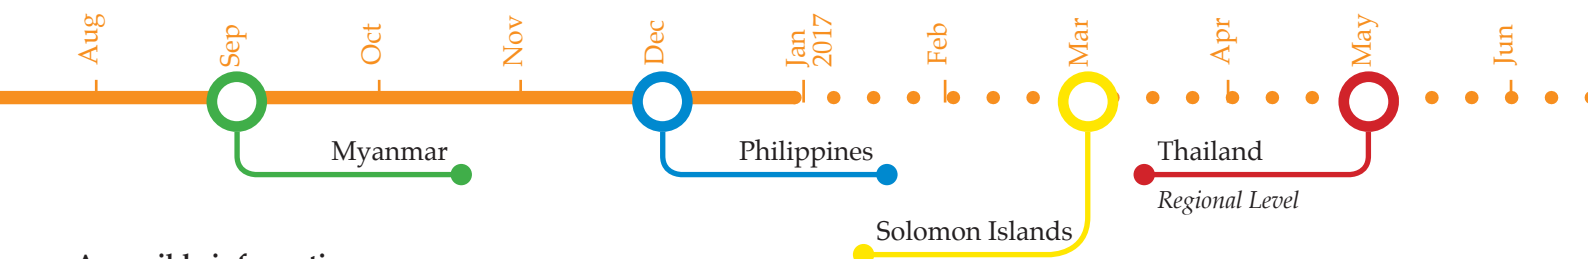 Aug
Sep
Oct
Nov
Dec
Jan
2017
Feb
Mar
Apr
May
Jun
Myanmar
Philippines
Thailand
Regional Level
Solomon Islands